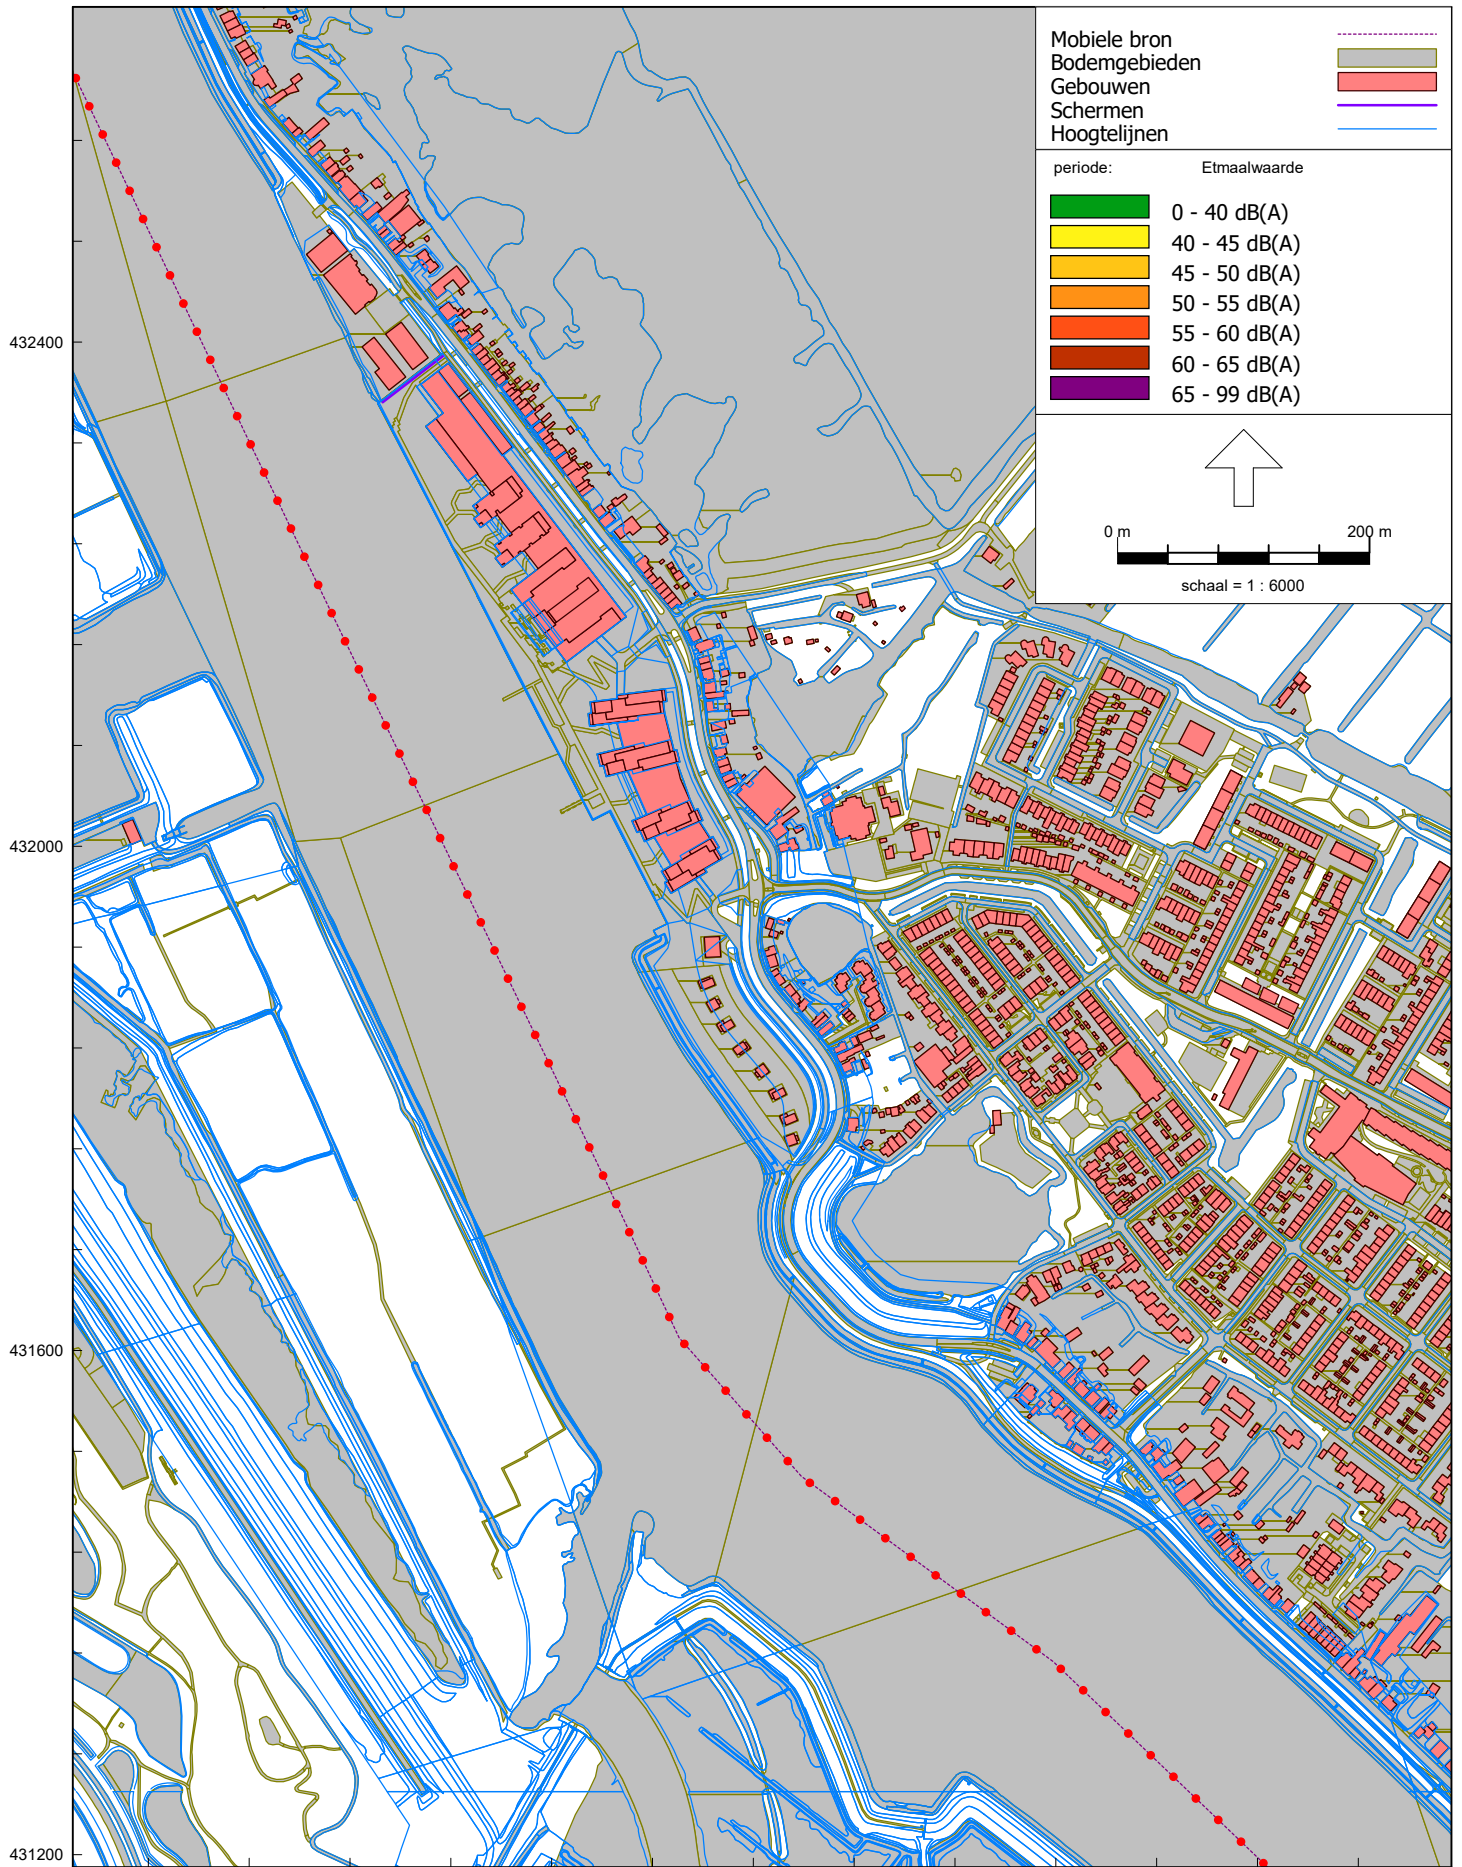 Mobiele bron
Bodemgebieden
Gebouwen
Schermen
Hoogtelijnen
periode: Etmaalwaarde
0 - 40 dB(A)
40 - 45 dB(A)
45 - 50 dB(A)
50 - 55 dB(A)
55 - 60 dB(A)
60 - 65 dB(A)
65 - 99 dB(A)
0 m 200 m
schaal = 1 : 6000
432400
432000
431600
431200